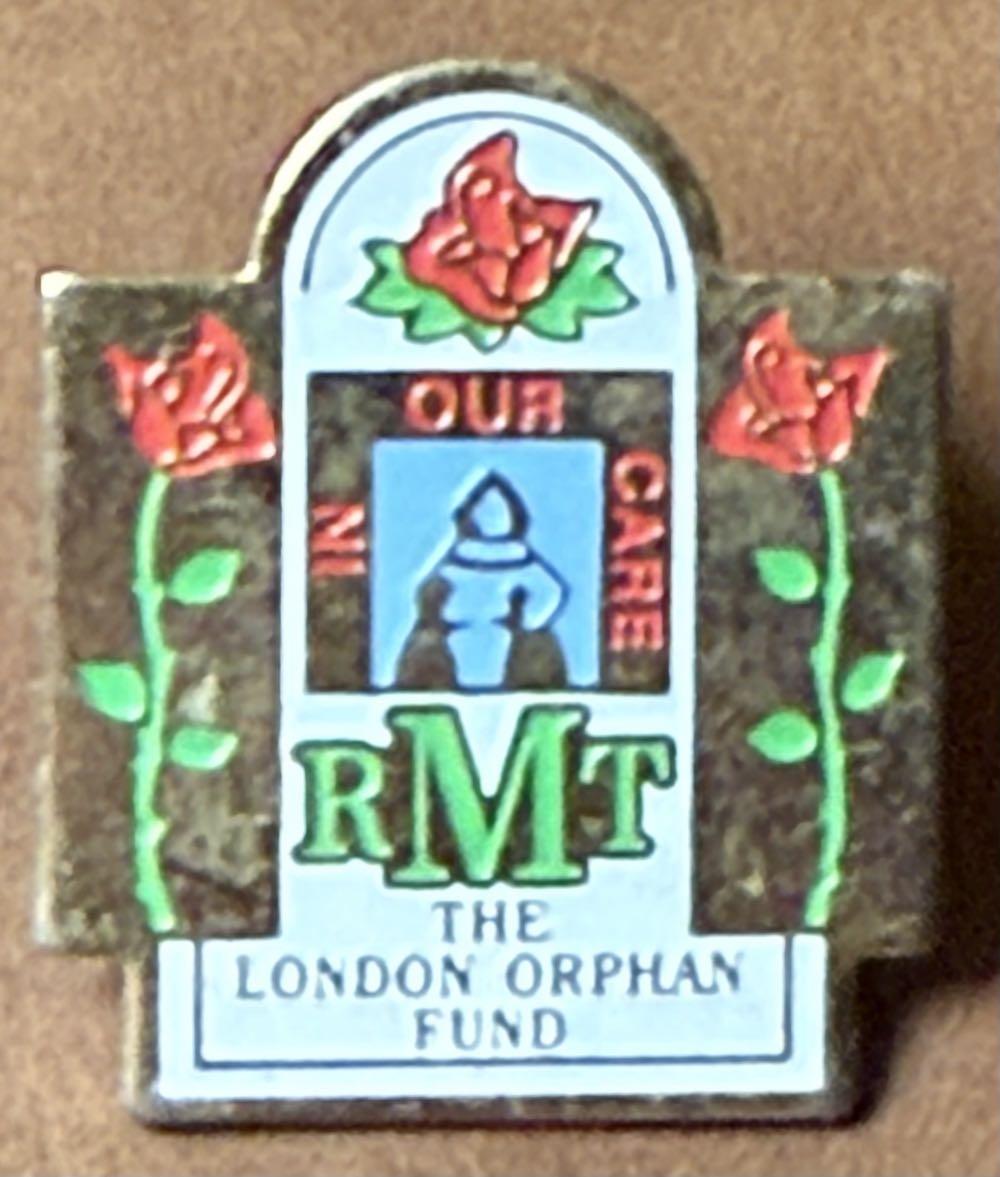 IN OUR CARE
RMT
THE
LONDON ORPHAN
FUND